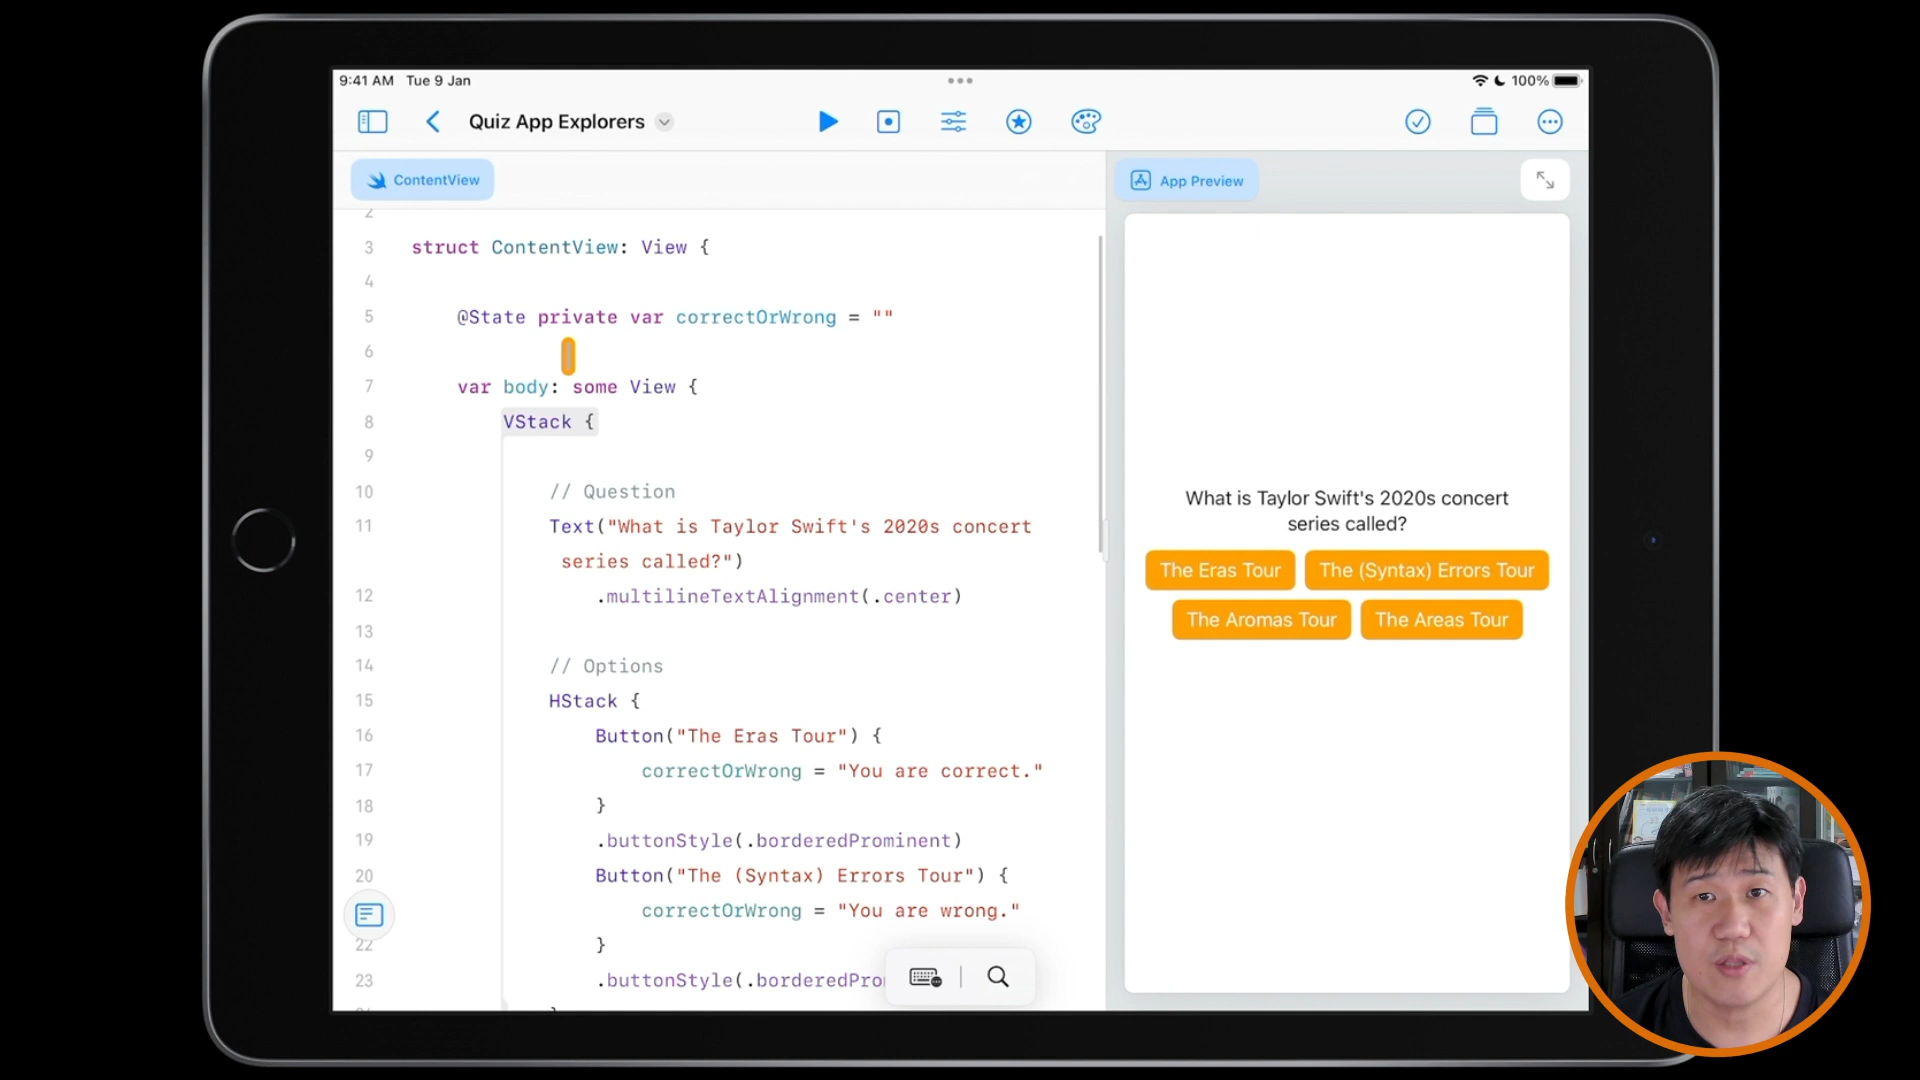 9:41 AM Tue 9 Jan
100%
Quiz App Explorers
ContentView
App Preview
2
3 struct ContentView: View {
4
5 @State private var correctOrWrong = ""
6
7 var body: some View {
8 VStack {
9
10 // Question
11 Text("What is Taylor Swift's 2020s concert
series called?")
12 .multilineTextAlignment(.center)
13
14 // Options
15 HStack {
16 Button("The Eras Tour") {
17 correctOrWrong = "You are correct."
18 }
19 .buttonStyle(.borderedProminent)
20 Button("The (Syntax) Errors Tour") {
correctOrWrong = "You are wrong."
22 }
23 .buttonStyle(.borderedPro
What is Taylor Swift's 2020s concert
series called?
The Eras Tour
The (Syntax) Errors Tour
The Aromas Tour
The Areas Tour